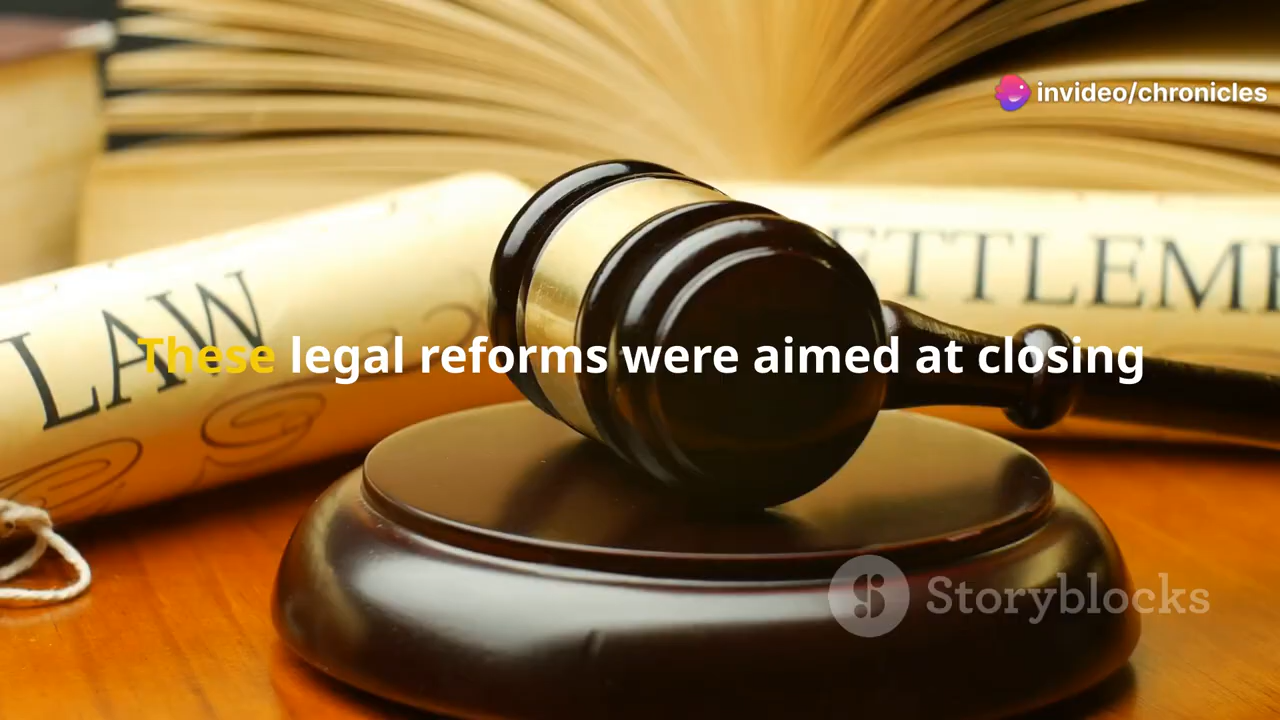 invideo/chronicles
ETTLEME
LAW
These legal reforms were aimed at closing
Storyblocks